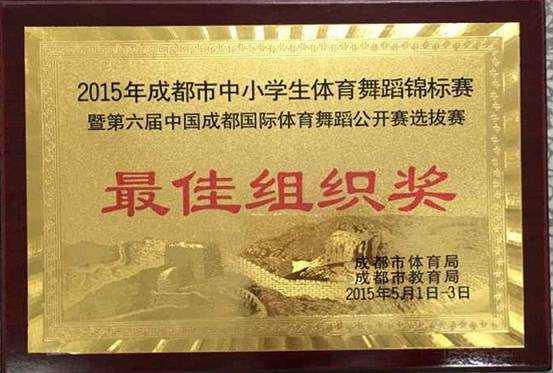 2015年成都市中小学生体育舞蹈锦标赛
暨第六届中国成都国际体育舞蹈公开赛选拔赛
最佳组织奖
成都市体育局
成都市教育局
2015年5月1日-3日